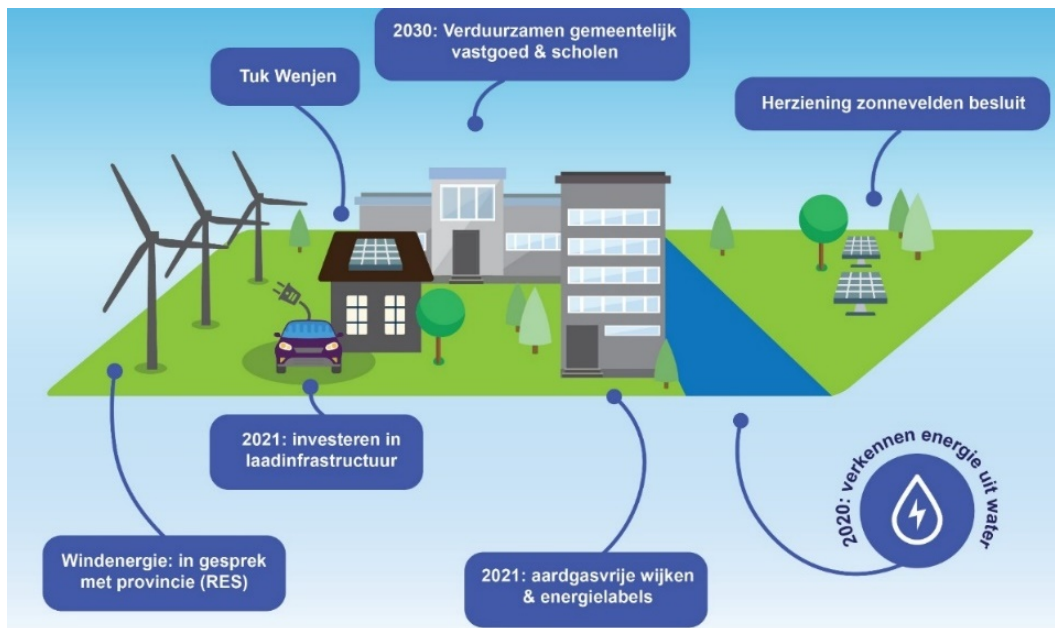 2030: Verduurzamen gemeentelijk
vastgoed & scholen
Tuk Wenjen
Herziening zonnevelden besluit
2021: investeren in
laadinfrastructuur
2020: verkennen energie uit water
Windenergie: in gesprek
met provincie (RES)
2021: aardgasvrije wijken
& energielabels